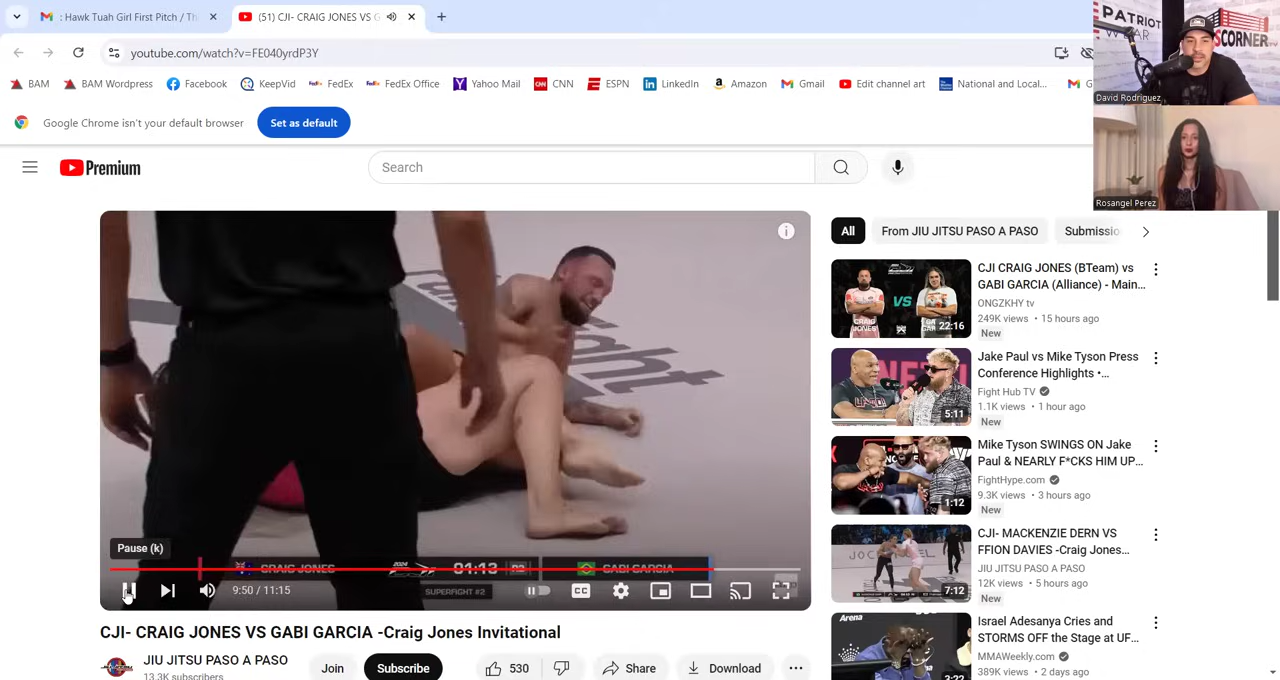 : Hawk Tuah Girl First Pitch / Th
(51) CJI- CRAIG JONES VS G
youtube.com/watch?v=FE040yrdP3Y
BAM
BAM Wordpress
Facebook
KeepVid
FedEx
FedEx Office
Yahoo Mail
CNN
ESPN
LinkedIn
Amazon
Gmail
Edit channel art
National and Local...
Google Chrome isn't your default browser
Set as default
PATRIOT
WEAR
SCORNER
David Rodriguez
Rosangel Perez
Premium
Search
Pause (k)
CRAIG JONES
2024
01:13
R2
GABI GARCIA
SUPERFIGHT #2
9:50 / 11:15
CJI- CRAIG JONES VS GABI GARCIA -Craig Jones Invitational
JIU JITSU PASO A PASO
subscribers
Join
Subscribe
530
Share
Download
All
From JIU JITSU PASO A PASO
Submissio
CJI CRAIG JONES (BTeam) vs
GABI GARCIA (Alliance) - Main...
ONGZKHY tv
249K views • 15 hours ago
New
VS
22:16
Jake Paul vs Mike Tyson Press
Conference Highlights •...
Fight Hub TV
1.1K views • 1 hour ago
New
5:11
Mike Tyson SWINGS ON Jake
Paul & NEARLY F*CKS HIM UP...
FightHype.com
9.3K views • 3 hours ago
New
1:12
CJI- MACKENZIE DERN VS
FFION DAVIES -Craig Jones...
JIU JITSU PASO A PASO
12K views • 5 hours ago
New
7:12
Israel Adesanya Cries and
STORMS OFF the Stage at UF...
MMAWeekly.com
389K views • 2 days ago
Arena
3:22